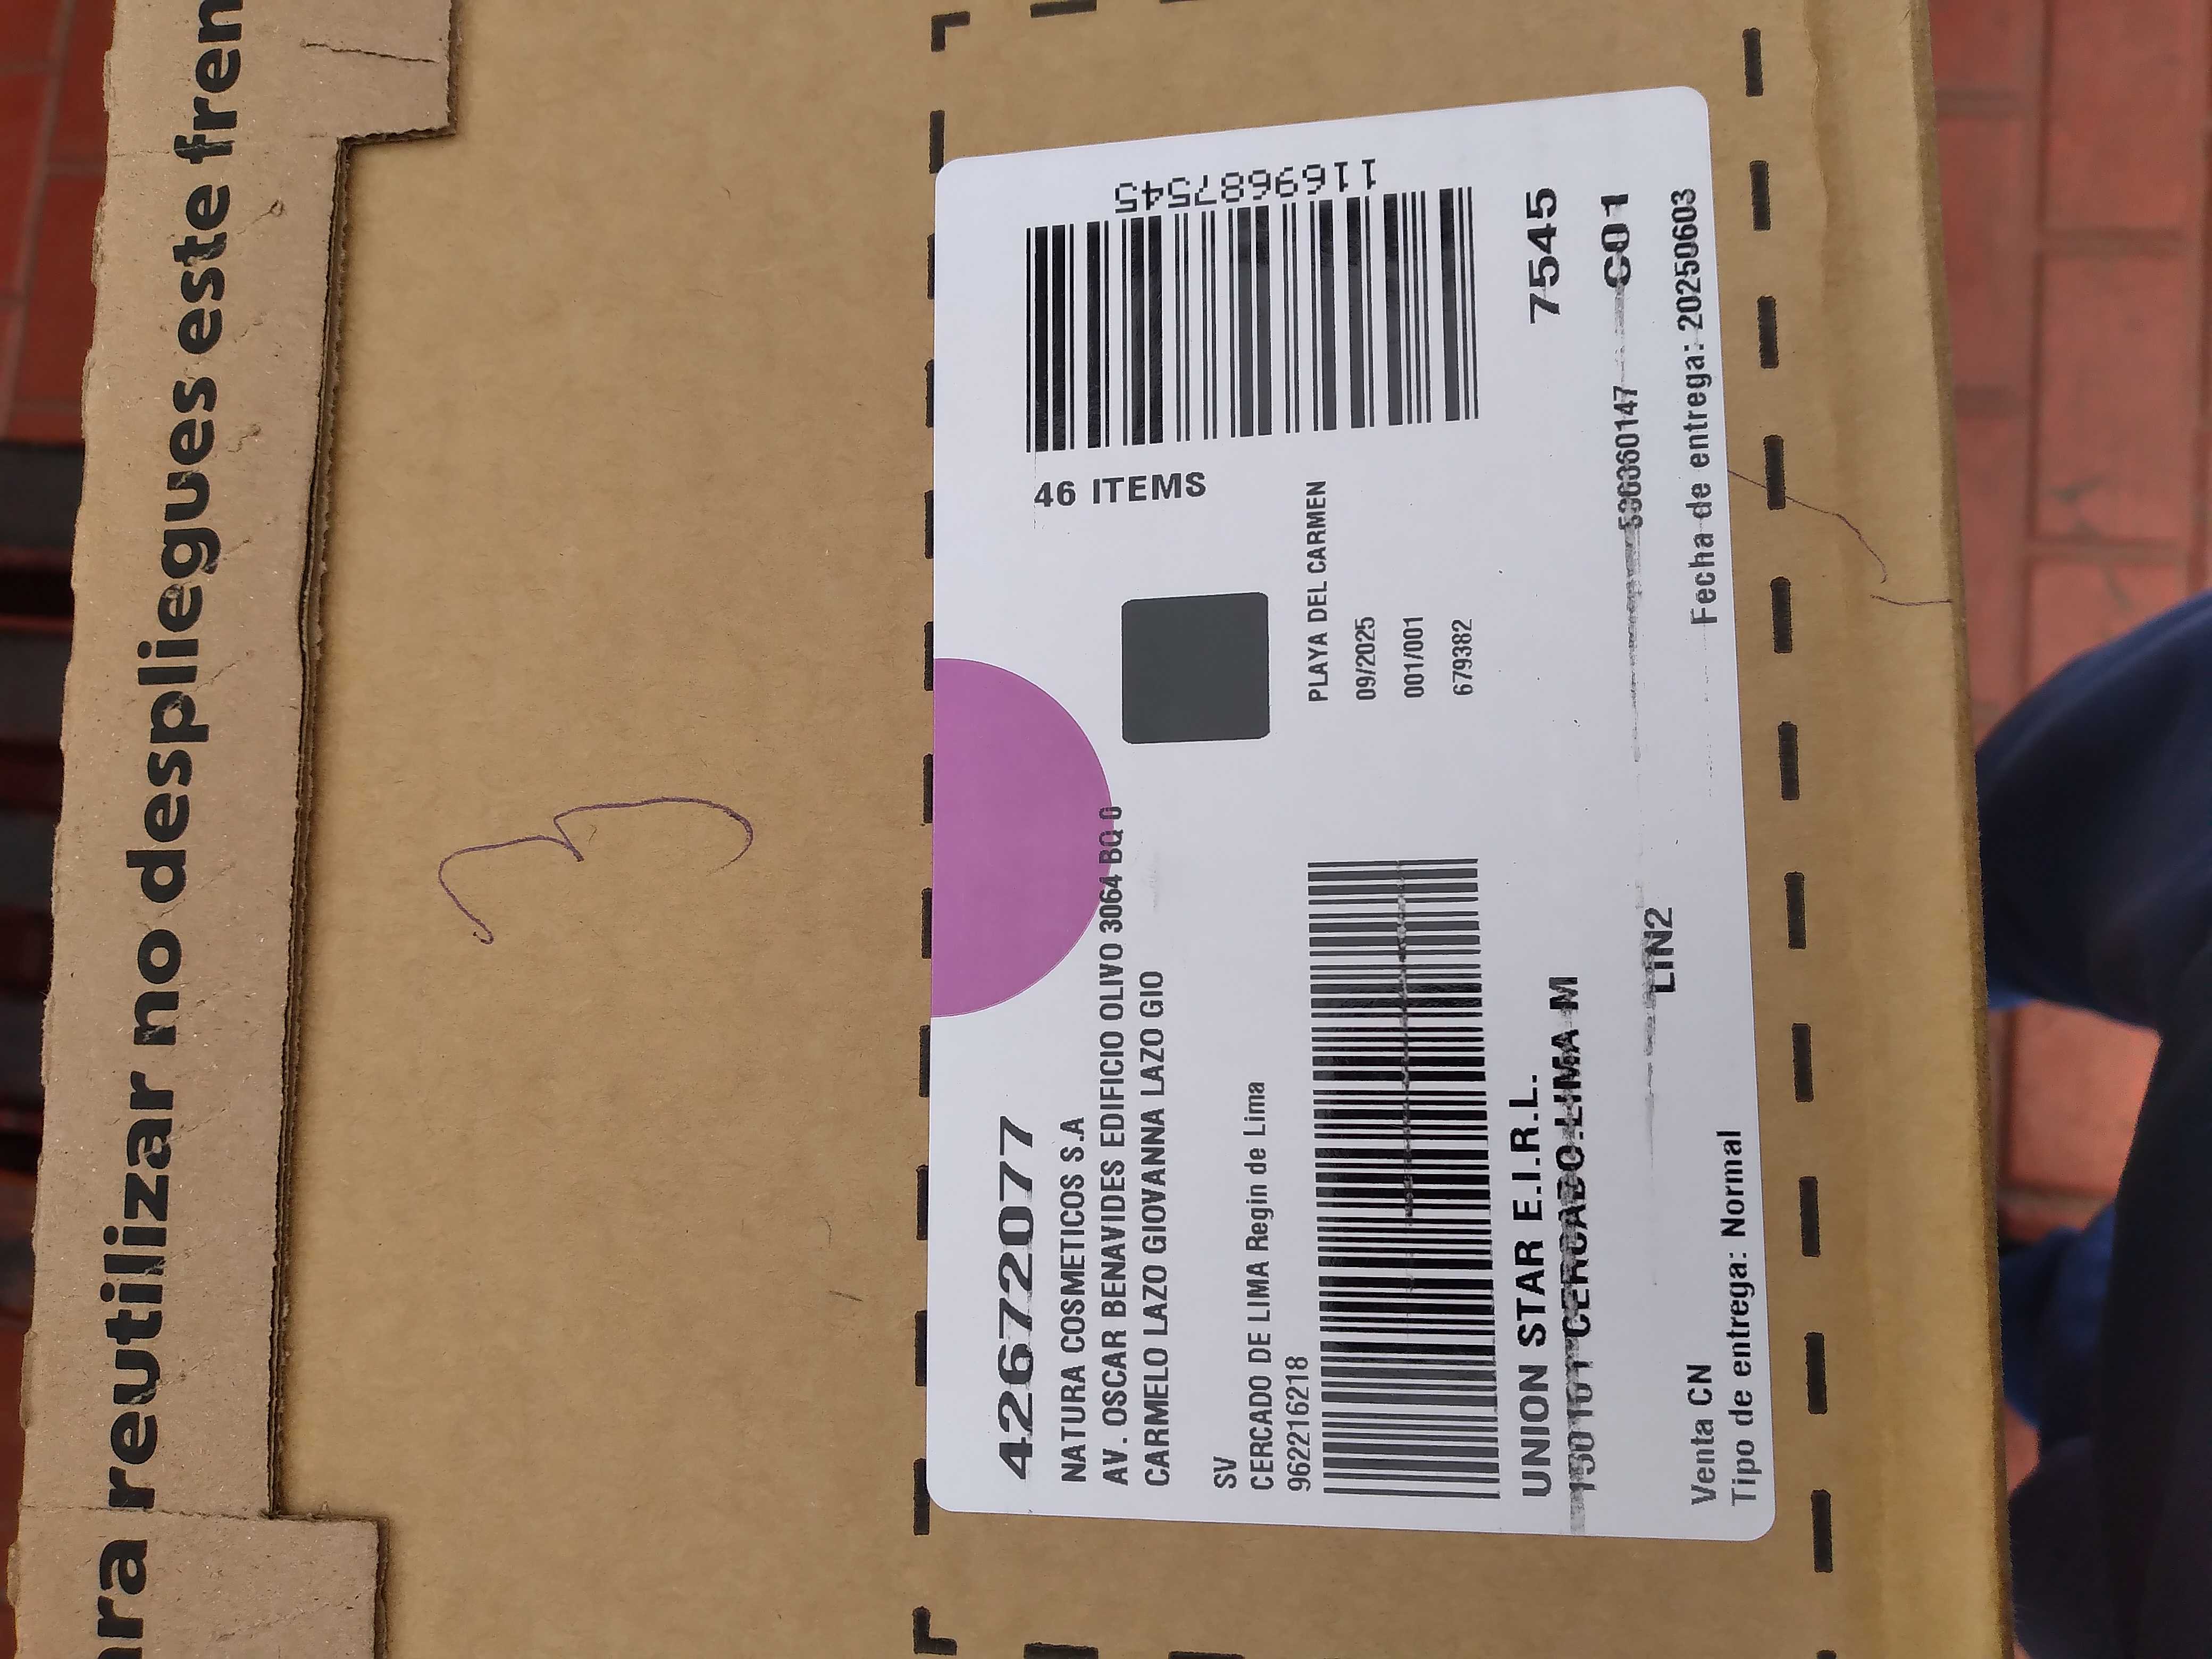 ara reutilizar no despliegues este fren
3
426672077
NATURA COSMETICOS S.A
AV. OSCAR BENAVIDES EDIFICIO OLIVO 3064 BQ 0
CARMELO LAZO GIOVANNA LAZO GIO
SV
CERCADO DE LIMA Regin de Lima
962216218
UNION STAR E.I.R.L.
150101 CERCADO.LIMA M
LIN2
Venta CN
Tipo de entrega: Normal
46 ITEMS
1169687545
PLAYA DEL CARMEN
09/2025
001/001
679382
7545
C01
Fecha de entrega: 20250603